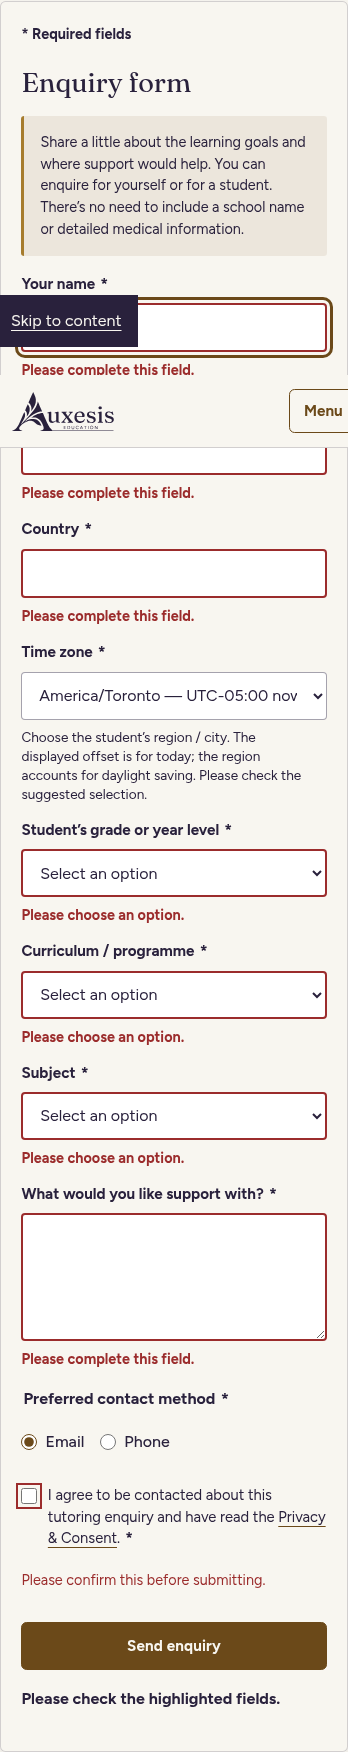 * Required fields
Enquiry form
Share a little about the learning goals and
where support would help. You can
enquire for yourself or for a student.
There’s no need to include a school name
or detailed medical information.
Your name *
Skip to content
Please complete this field.
Auxesis
EDUCATION
Menu
Please complete this field.
Country *
Please complete this field.
Time zone *
America/Toronto — UTC-05:00 nov
Choose the student’s region / city. The
displayed offset is for today; the region
accounts for daylight saving. Please check the
suggested selection.
Student’s grade or year level *
Select an option
Please choose an option.
Curriculum / programme *
Select an option
Please choose an option.
Subject *
Select an option
Please choose an option.
What would you like support with? *
Please complete this field.
Preferred contact method *
Email Phone
I agree to be contacted about this
tutoring enquiry and have read the Privacy
& Consent. *
Please confirm this before submitting.
Send enquiry
Please check the highlighted fields.